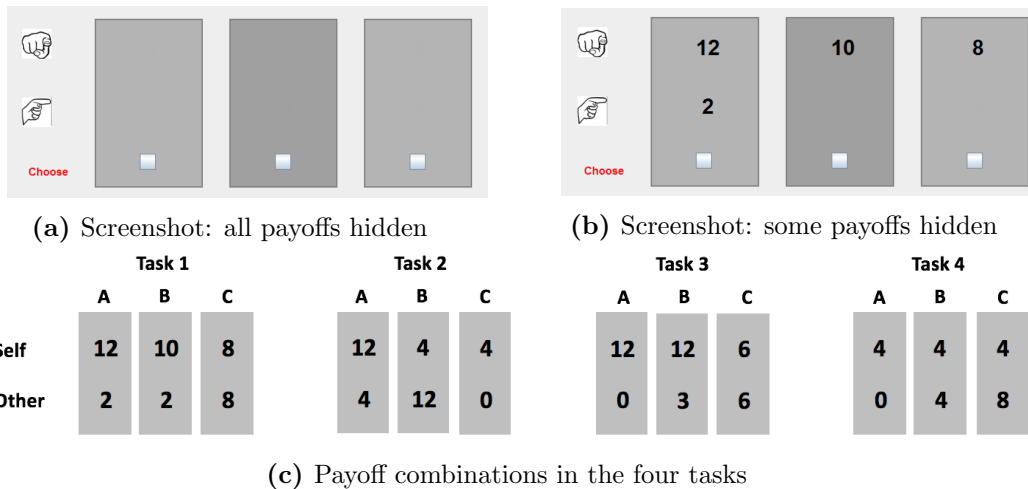 12 10 8
2
Choose
Choose
(a) Screenshot: all payoffs hidden
(b) Screenshot: some payoffs hidden
Task 1 Task 2 Task 3 Task 4
A B C A B C A B C A B C
Self 12 10 8 12 4 4 12 12 6 4 4 4
Other 2 2 8 4 12 0 0 3 6 0 4 8
(c) Payoff combinations in the four tasks